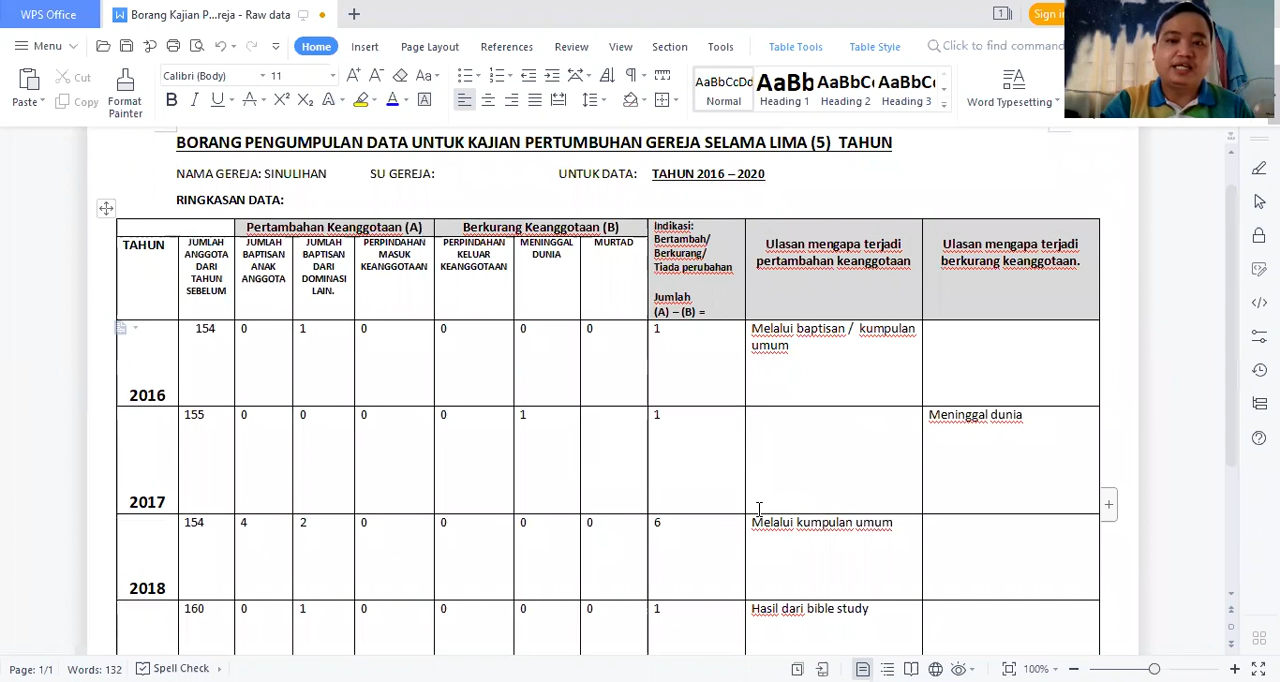 WPS Office
Borang Kajian P...reja - Raw data
1
Sign in
Menu
Home
Insert
Page Layout
References
Review
View
Section
Tools
Table Tools
Table Style
Click to find commands
Paste
Cut
Copy
Format
Painter
Calibri (Body)
11
AaBbCcDd
Normal
AaBb
Heading 1
AaBbC
Heading 2
AaBbC
Heading 3
Word Typesetting
BORANG PENGUMPULAN DATA UNTUK KAJIAN PERTUMBUHAN GEREJA SELAMA LIMA (5) TAHUN
NAMA GEREJA: SINULIHAN SU GEREJA: UNTUK DATA: TAHUN 2016 – 2020
RINGKASAN DATA:
Pertambahan Keanggotaan (A)
Berkurang Keanggotaan (B)
TAHUN
JUMLAH
ANGGOTA
DARI
TAHUN
SEBELUM
JUMLAH
BAPTISAN
ANAK
ANGGOTA
JUMLAH
BAPTISAN
DARI
DOMINASI
LAIN.
PERPINDAHAN
MASUK
KEANGGOTAAN
PERPINDAHAN
KELUAR
KEANGGOTAAN
MENINGGAL
DUNIA
MURTAD
Indikasi:
Bertambah/
Berkurang/
Tiada perubahan
Jumlah
(A) – (B) =
Ulasan mengapa terjadi
pertambahan keanggotaan
Ulasan mengapa terjadi
berkurang keanggotaan.
154 0 1 0 0 0 0 1 Melalui baptisan / kumpulan
umum
2016
155 0 0 0 0 1 1 Meninggal dunia
2017
154 4 2 0 0 0 0 6 Melalui kumpulan umum
2018
160 0 1 0 0 0 0 1 Hasil dari bible study
Page: 1/1 Words: 132 Spell Check 100%